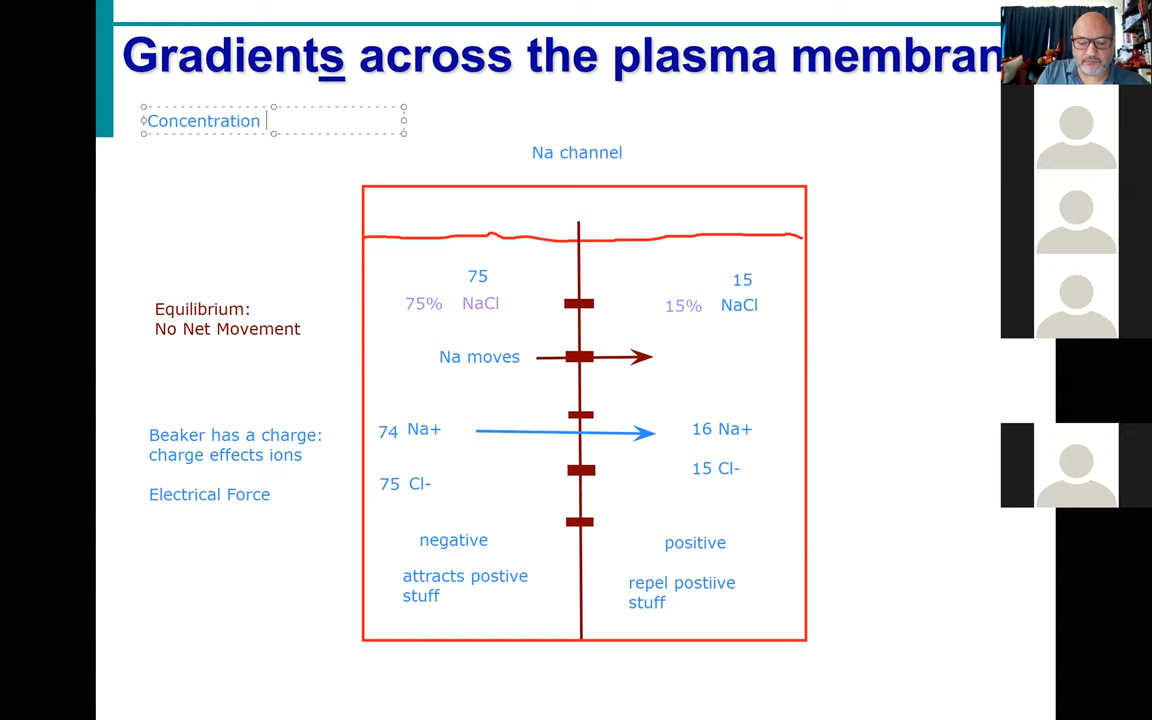 Gradients across the plasma membran
Concentration
Na channel
75
15
75% NaCl
15% NaCl
Equilibrium:
No Net Movement
Na moves
74 Na+
16 Na+
Beaker has a charge:
charge effects ions
15 Cl-
75 Cl-
Electrical Force
negative
positive
attracts postive
stuff
repel postiive
stuff